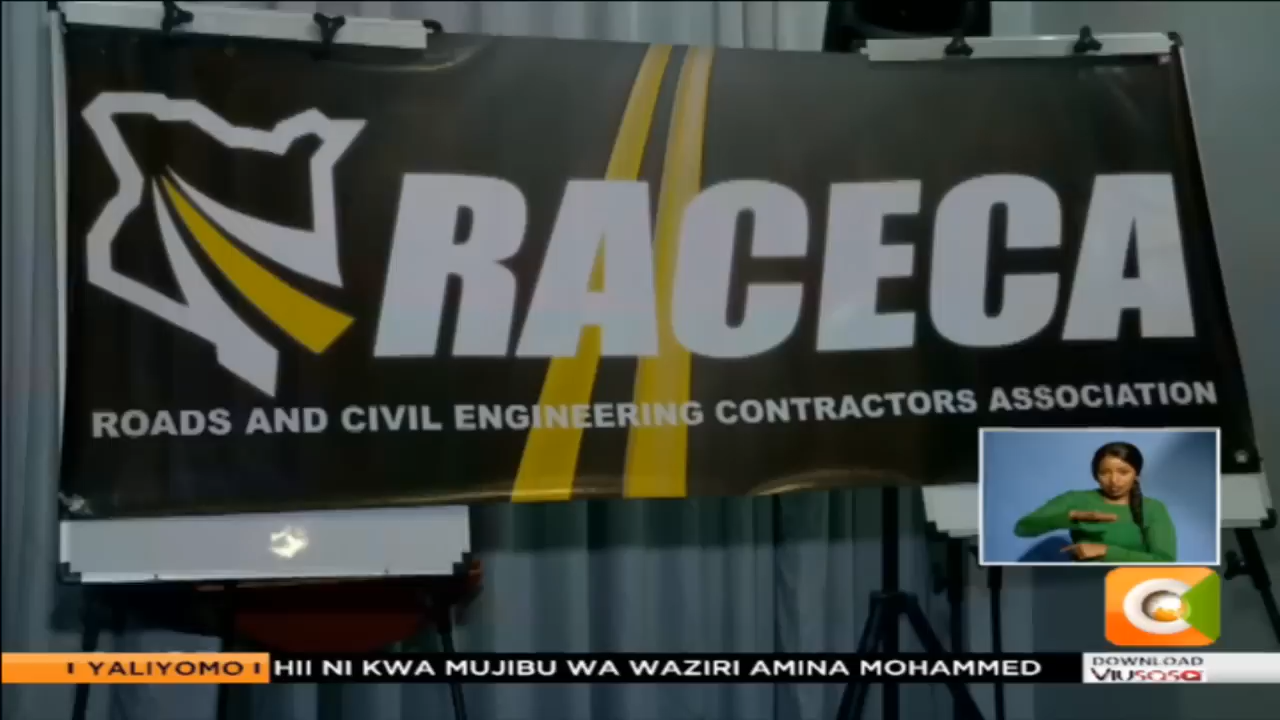 RACECA
ROADS AND CIVIL ENGINEERING CONTRACTORS ASSOCIATION
C
YALIYOMO
HII NI KWA MUJIBU WA WAZIRI AMINA MOHAMMED
DOWNLOAD
VIUSASA